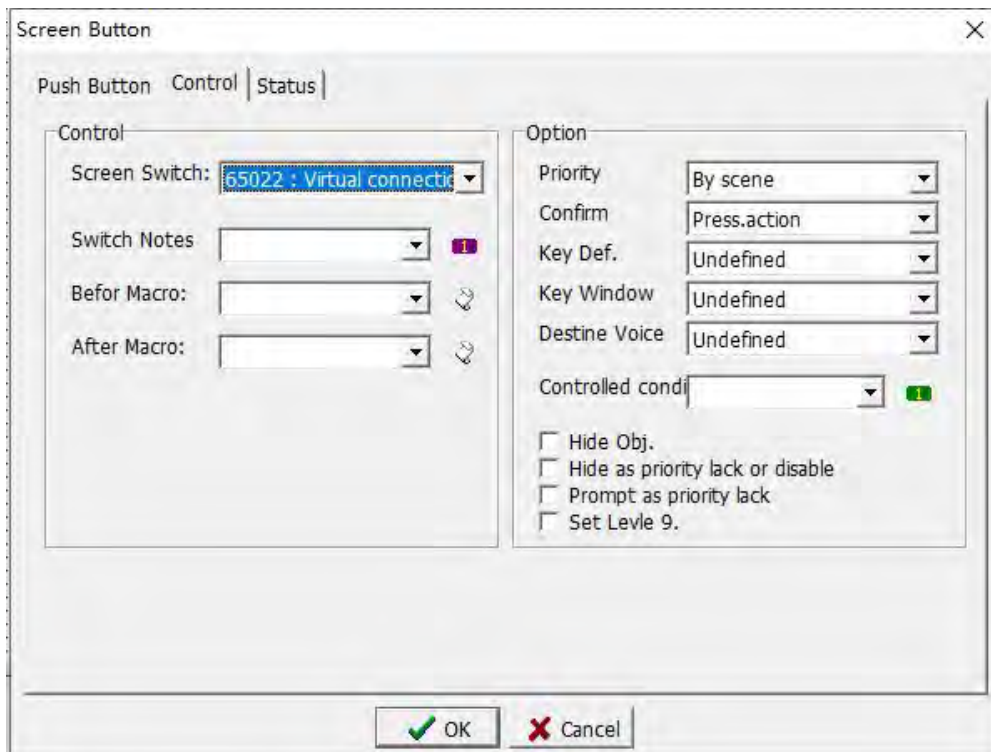 Screen Button
Push Button Control Status
Control
Screen Switch: 65022 : Virtual connectic
Switch Notes 1
Befor Macro:
After Macro:
Option
Priority By scene
Confirm Press.action
Key Def. Undefined
Key Window Undefined
Destine Voice Undefined
Controlled condi 1
Hide Obj.
Hide as priority lack or disable
Prompt as priority lack
Set Levle 9.
OK Cancel